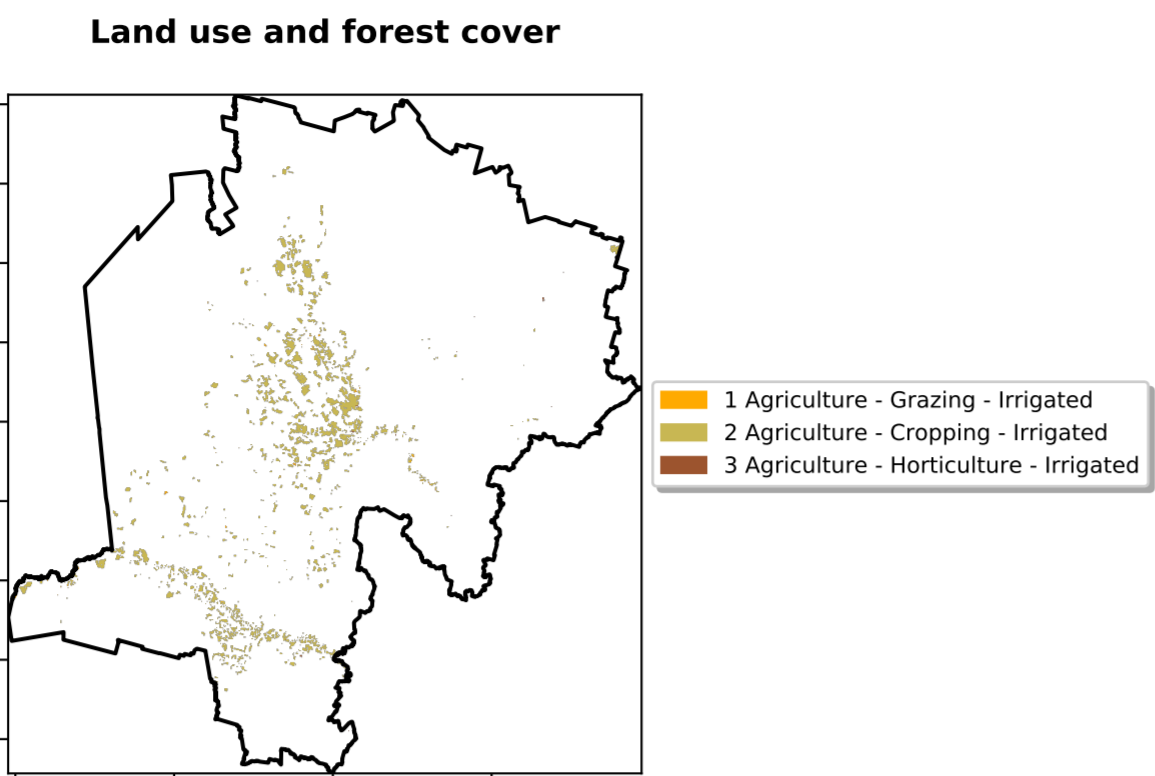 Land use and forest cover
1 Agriculture - Grazing - Irrigated
2 Agriculture - Cropping - Irrigated
3 Agriculture - Horticulture - Irrigated